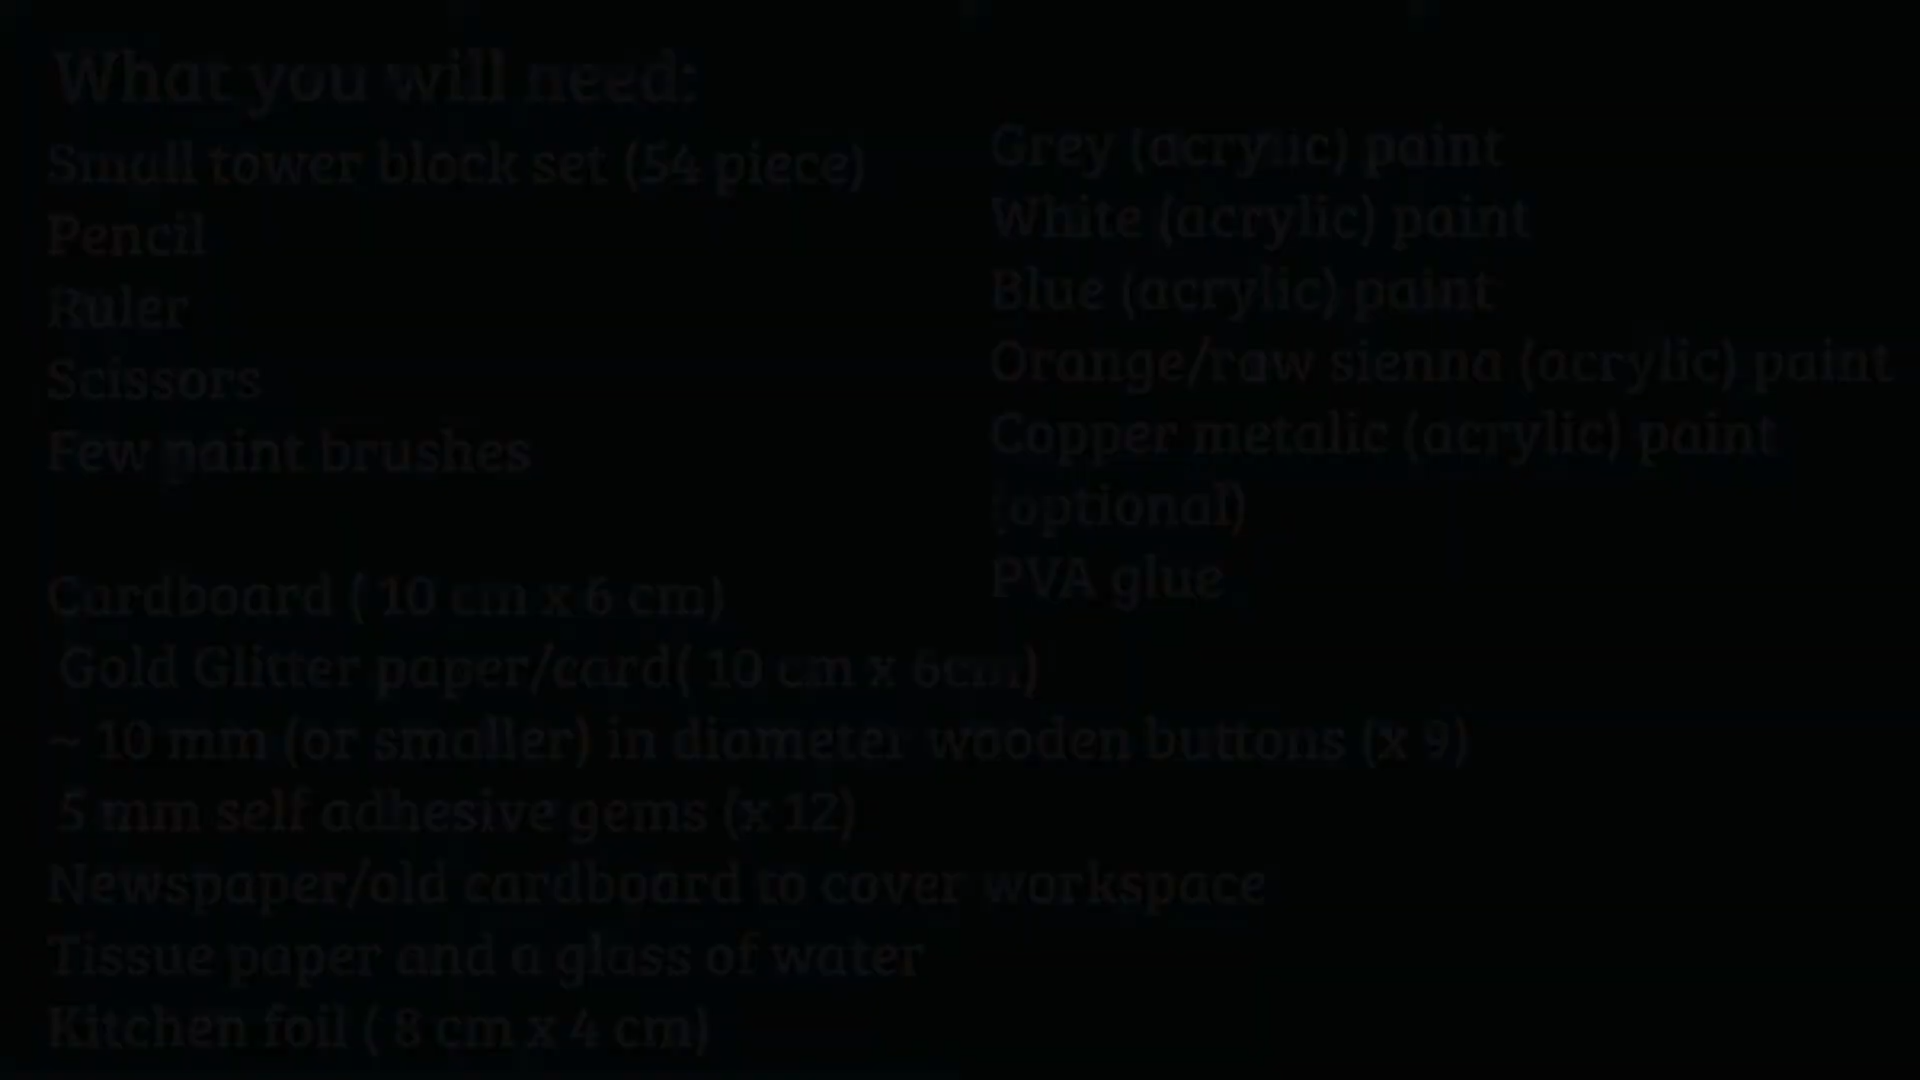 What you will need:
Small tower block set (54 piece)
Pencil
Ruler
Scissors
Few paint brushes
Cardboard ( 10 cm x 6 cm)
Gold Glitter paper/card( 10 cm x 6cm)
~ 10 mm (or smaller) in diameter wooden buttons (x 9)
5 mm self adhesive gems (x 12)
Newspaper/old cardboard to cover workspace
Tissue paper and a glass of water
Kitchen foil ( 8 cm x 4 cm)
Grey (acrylic) paint
White (acrylic) paint
Blue (acrylic) paint
Orange/raw sienna (acrylic) paint
Copper metalic (acrylic) paint
(optional)
PVA glue